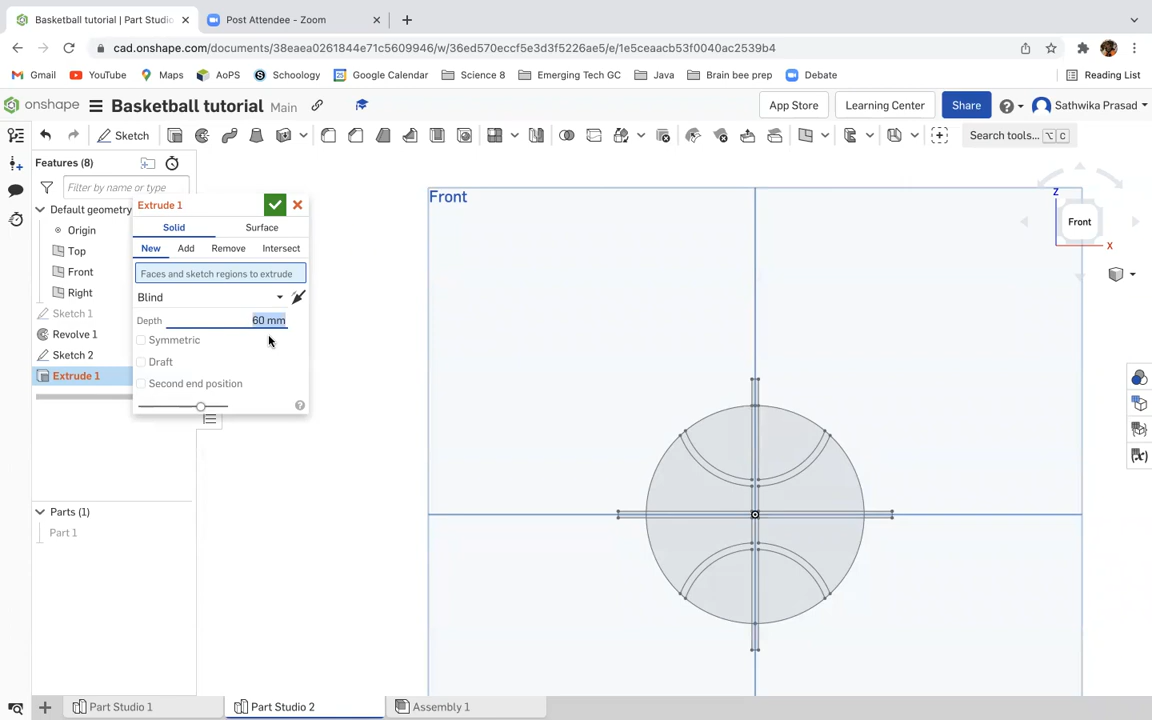 Basketball tutorial | Part Studio
Post Attendee - Zoom
cad.onshape.com/documents/38eaea0261844e71c5609946/w/36ed570eccf5e3d3f5226ae5/e/1e5ceaacb53f0040ac2539b4
Gmail YouTube Maps AoPS Schoology Google Calendar Science 8 Emerging Tech GC Java Brain bee prep Debate Reading List
onshape Basketball tutorial Main App Store Learning Center Share Sathwika Prasad
Sketch Search tools... ⌥ C
Features (8)
Filter by name or type
Default geometry
Origin
Top
Front
Right
Sketch 1
Revolve 1
Sketch 2
Extrude 1
Parts (1)
Part 1
Extrude 1
Solid Surface
New Add Remove Intersect
Faces and sketch regions to extrude
Blind
Depth 60 mm
Symmetric
Draft
Second end position
Front
Z
Front
X
Part Studio 1 Part Studio 2 Assembly 1